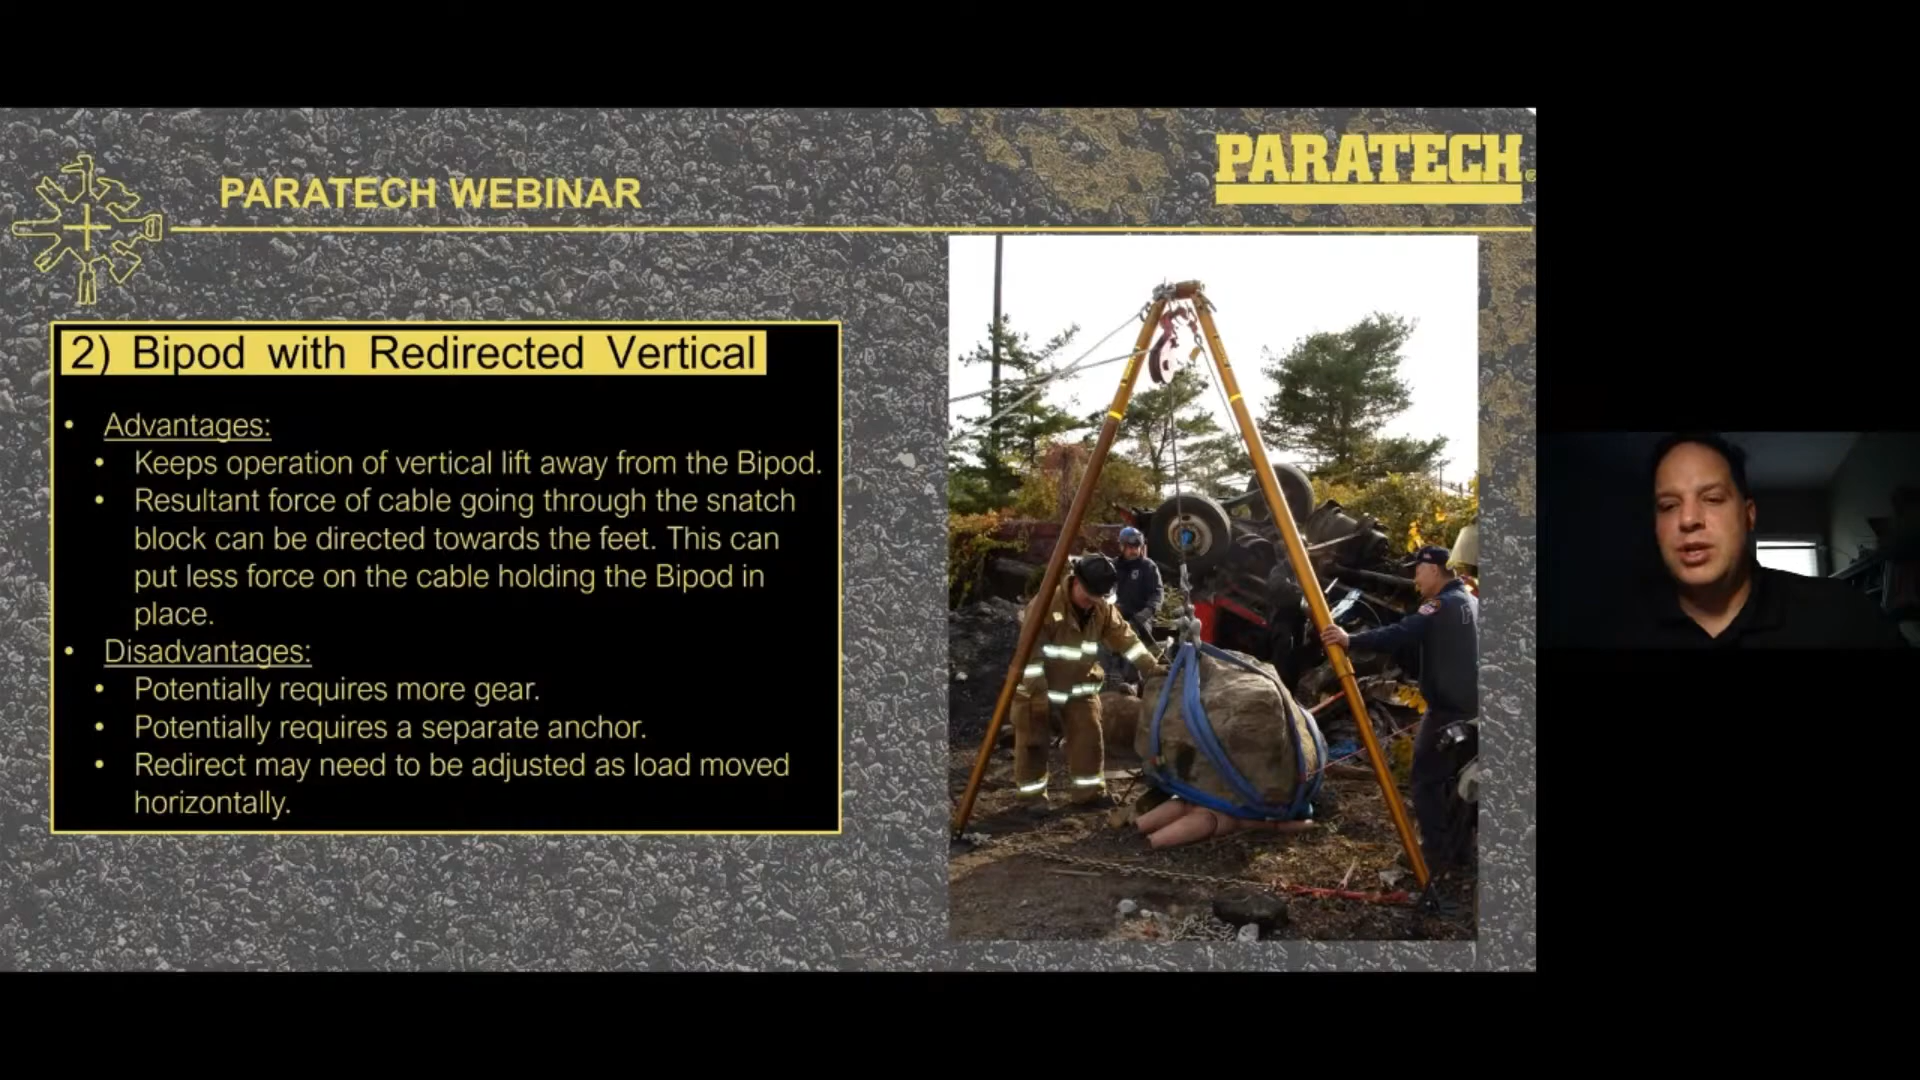 PARATECH WEBINAR
PARATECH
2) Bipod with Redirected Vertical
• Advantages:
• Keeps operation of vertical lift away from the Bipod.
• Resultant force of cable going through the snatch
block can be directed towards the feet. This can
put less force on the cable holding the Bipod in
place.
• Disadvantages:
• Potentially requires more gear.
• Potentially requires a separate anchor.
• Redirect may need to be adjusted as load moved
horizontally.